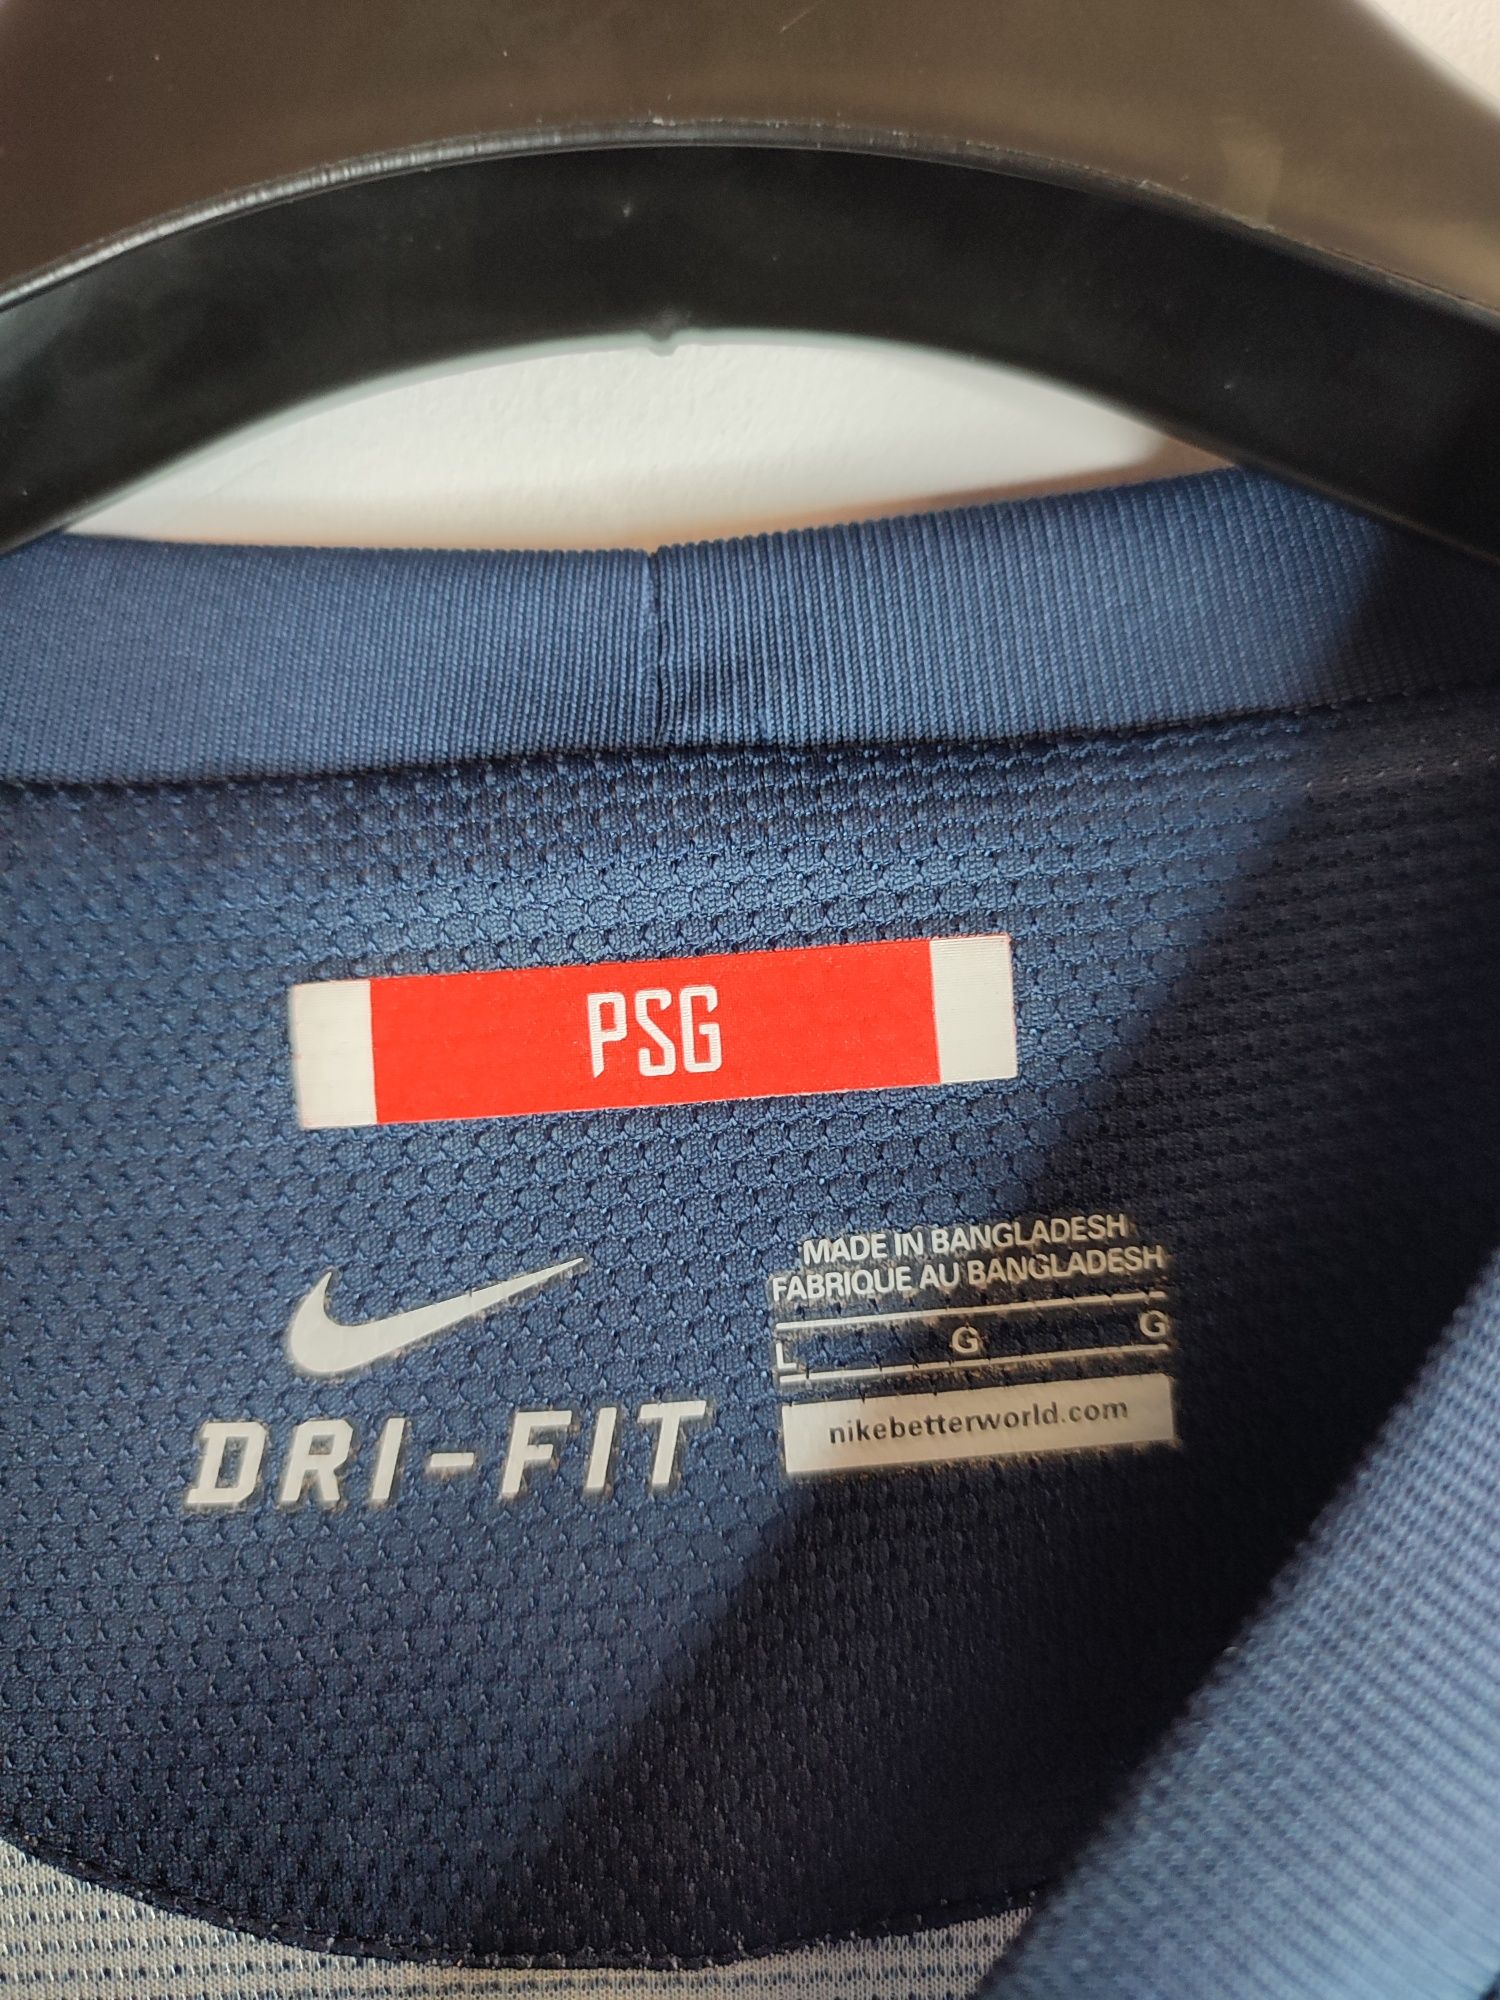 PSG
MADE IN BANGLADESH
FABRIQUE AU BANGLADESH
L G G
DRI-FIT
nikebetterworld.com